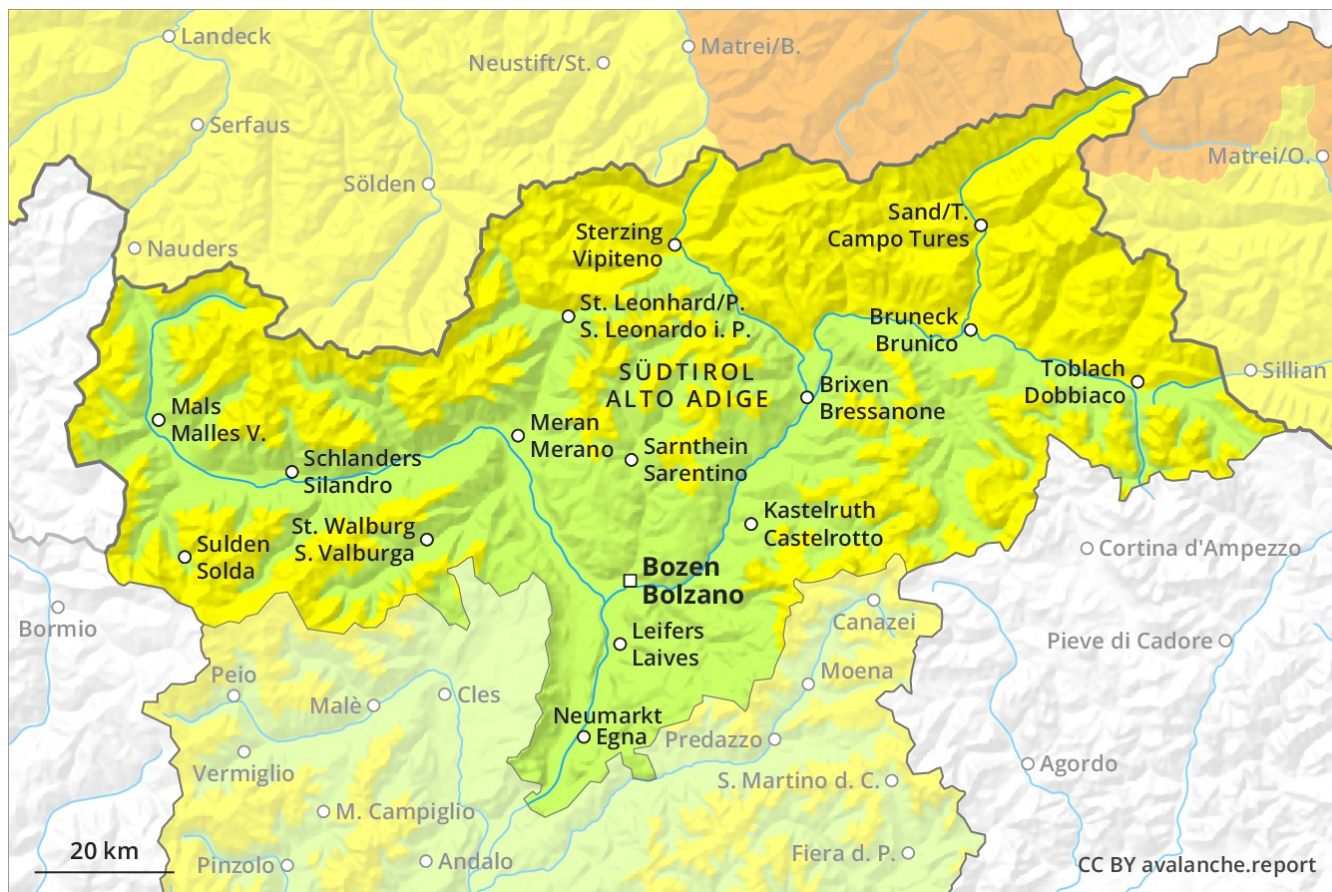 Landeck
Matrei/B.
Neustift/St.
Serfaus
Matrei/O.
Sölden
Sand/T.
Campo Tures
Sterzing
Vipiteno
Nauders
St. Leonhard/P.
S. Leonardo i. P.
Bruneck
Brunico
SÜDTIROL
ALTO ADIGE
Toblach
Dobbiaco
Sillian
Brixen
Bressanone
Mals
Malles V.
Meran
Merano
Sarnthein
Sarentino
Schlanders
Silandro
Kastelruth
Castelrotto
St. Walburg
S. Valburga
Sulden
Solda
Cortina d'Ampezzo
Bozen
Bolzano
Bormio
Canazei
Leifers
Laives
Pieve di Cadore
Peio
Moena
Malè
Cles
Neumarkt
Egna
Predazzo
Agordo
Vermiglio
S. Martino d. C.
M. Campiglio
20 km
Pinzolo
Andalo
Fiera d. P.
CC BY avalanche.report